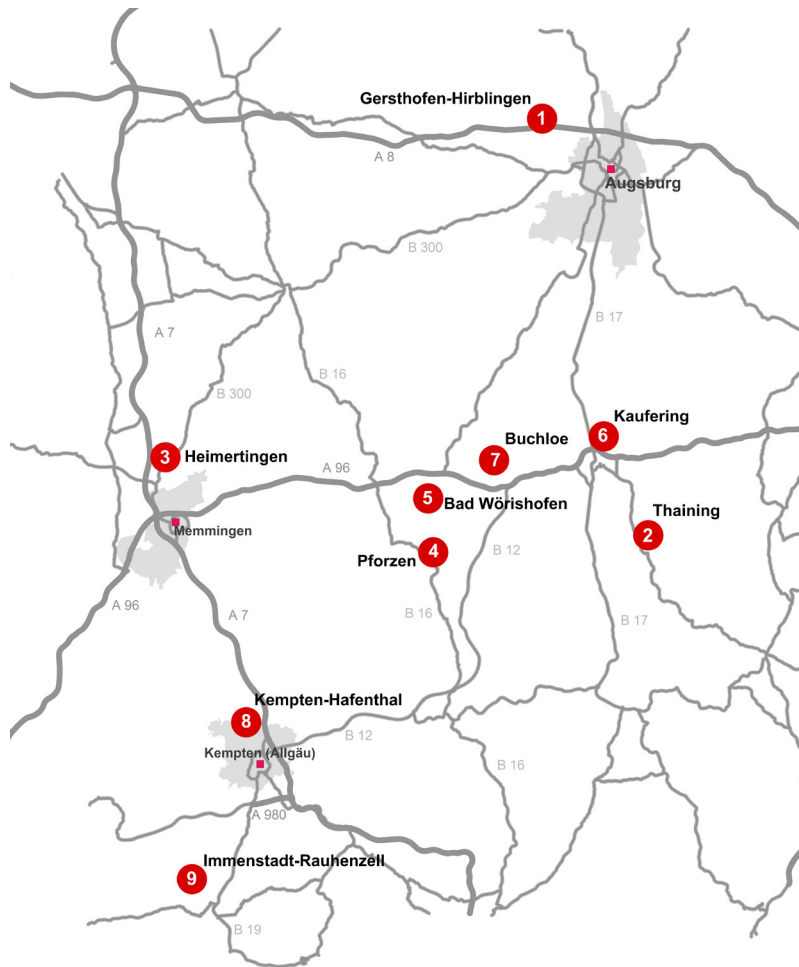 Gersthofen-Hirblingen
1
A 8
Augsburg
B 300
A 7
B 17
B 16
B 300
Kaufering
6
Buchloe
7
3
Heimertingen
A 96
5
Bad Wörishofen
Thaining
2
Memmingen
Pforzen
4
B 12
A 96
A 7
B 16
B 17
Kempten-Hafenthal
8
B 12
Kempten (Allgäu)
B 16
A 980
Immenstadt-Rauhenzell
9
B 19